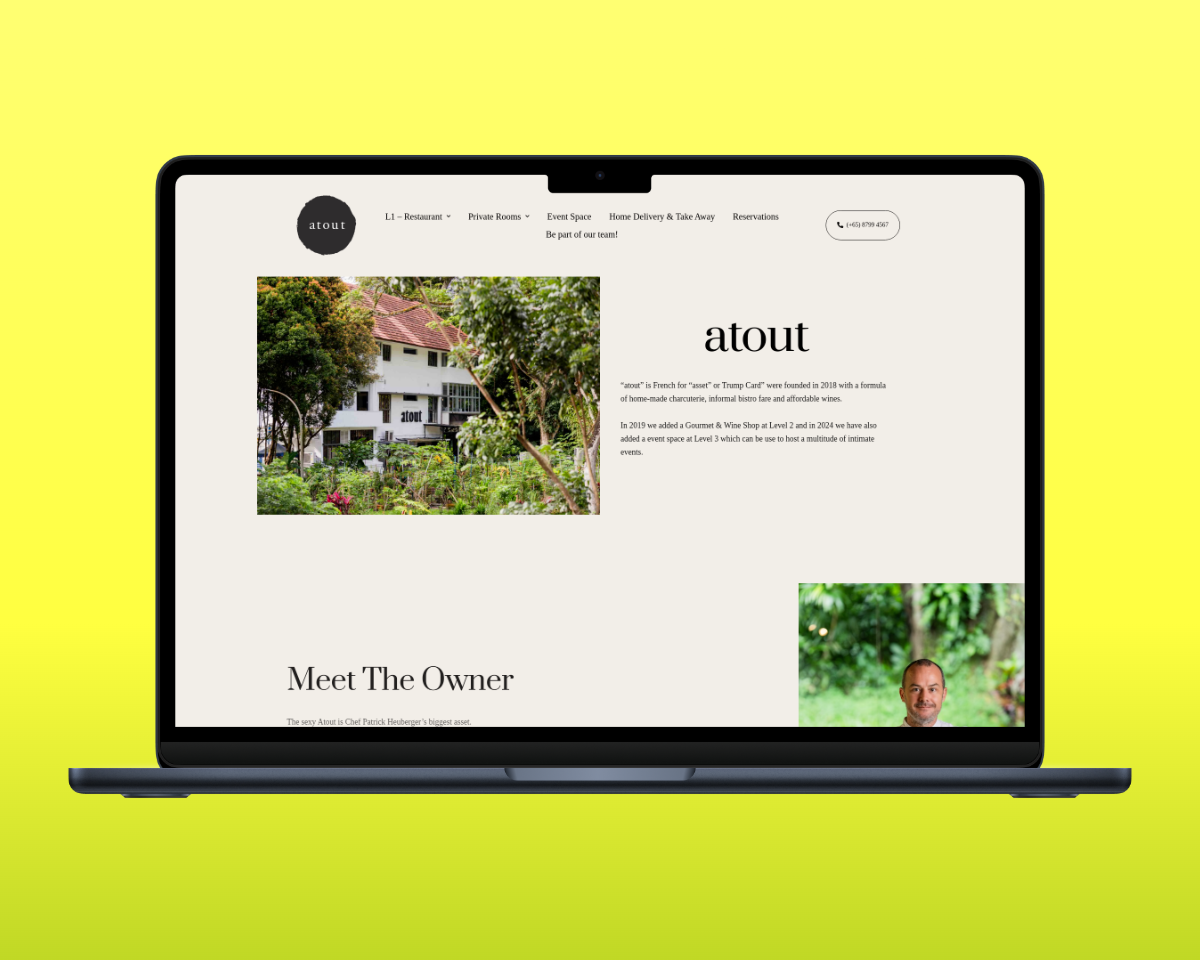 atout
L1 – Restaurant Private Rooms Event Space Home Delivery & Take Away Reservations
Be part of our team!
(+65) 8799 4567
atout
atout
“atout” is French for “asset” or Trump Card” were founded in 2018 with a formula
of home-made charcuterie, informal bistro fare and affordable wines.
In 2019 we added a Gourmet & Wine Shop at Level 2 and in 2024 we have also
added a event space at Level 3 which can be use to host a multitude of intimate
events.
Meet The Owner
The sexy Atout is Chef Patrick Heuberger’s biggest asset.